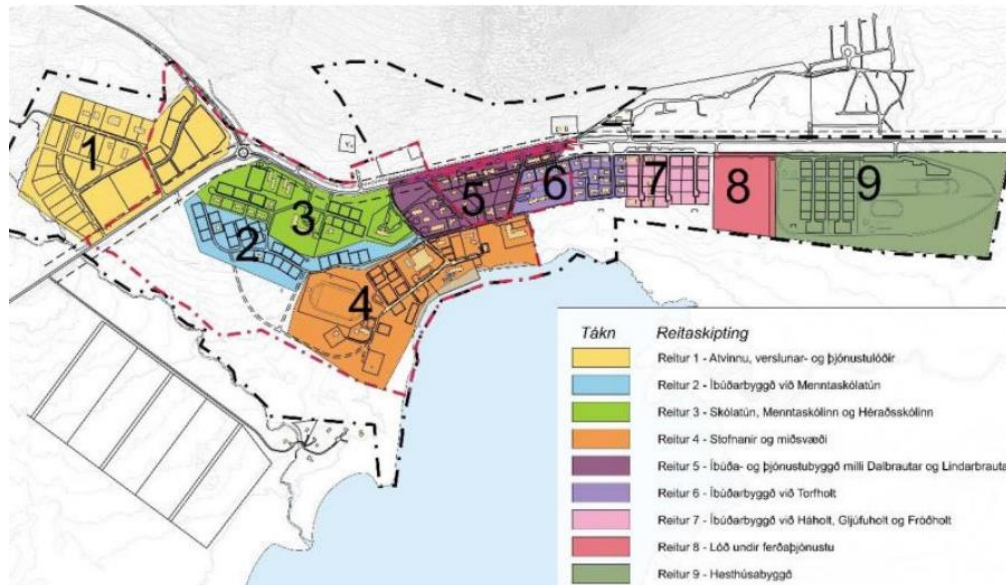 1
2
3
4
5
6
7
8
9
Tákn Reitaskipting
Reitur 1 - Atvinnu, verslunar- og þjónustulóðir
Reitur 2 - Íbúðarbyggð við Menntaskólatún
Reitur 3 - Skólatún, Menntaskólinn og Héraðsskólinn
Reitur 4 - Stofnanir og miðsvæði
Reitur 5 - Íbúða- og þjónustubyggð milli Dalbrautar og Lindarbrauta
Reitur 6 - Íbúðarbyggð við Torfholt
Reitur 7 - Íbúðarbyggð við Háholt, Gljúfuholt og Fróðholt
Reitur 8 - Lóð undir ferðaþjónustu
Reitur 9 - Hesthúsabyggð